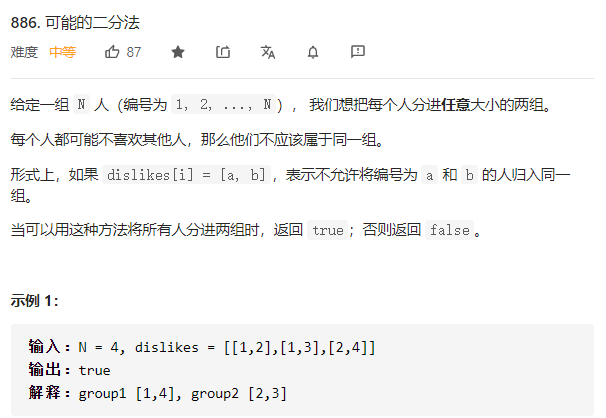 886. 可能的二分法
难度 中等 87
给定一组 N 人（编号为 1, 2, ..., N）， 我们想把每个人分进任意大小的两组。
每个人都可能不喜欢其他人，那么他们不应该属于同一组。
形式上，如果 dislikes[i] = [a, b]，表示不允许将编号为 a 和 b 的人归入同一
组。
当可以用这种方法将所有人分进两组时，返回 true；否则返回 false。
示例 1：
输入：N = 4, dislikes = [[1,2],[1,3],[2,4]]
输出：true
解释：group1 [1,4], group2 [2,3]